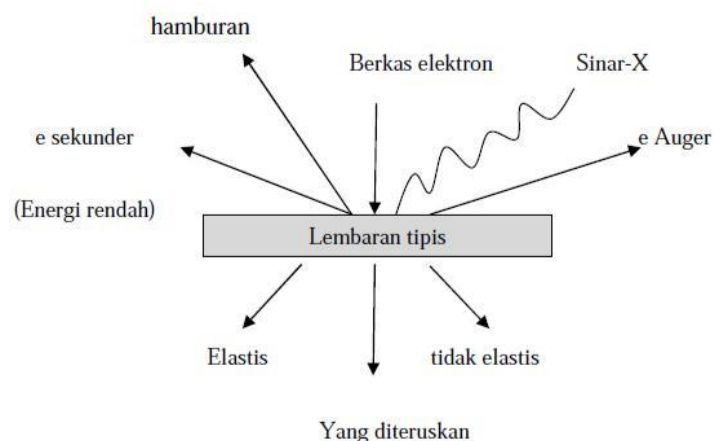 hamburan
Berkas elektron
Sinar-X
e sekunder
e Auger
(Energi rendah)
Lembaran tipis
Elastis
tidak elastis
Yang diteruskan